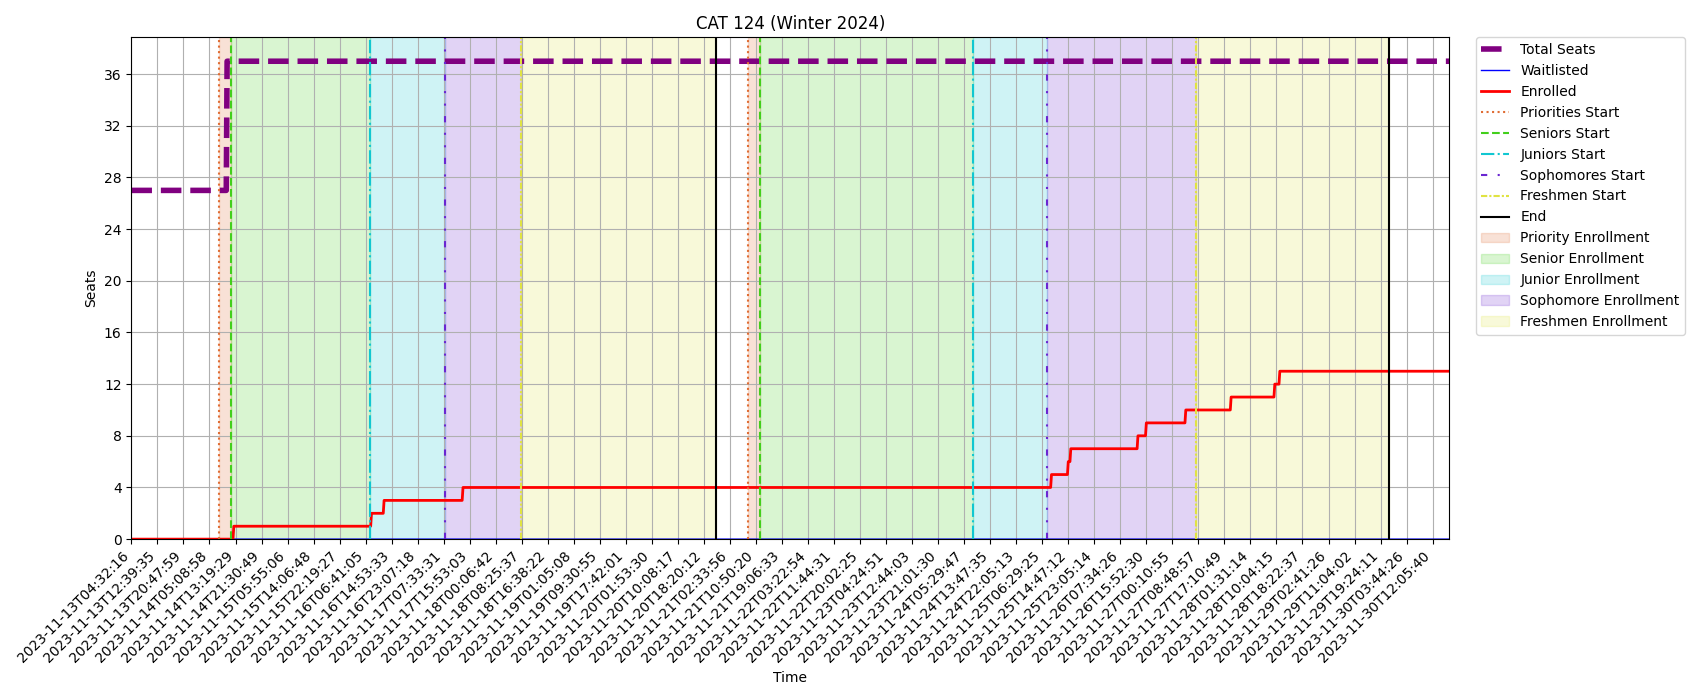 CAT 124 (Winter 2024)
Seats
36
32
28
24
20
16
12
8
4
0
2023-11-13T04:32:16
2023-11-13T12:39:35
2023-11-13T20:47:59
2023-11-14T05:08:58
2023-11-14T13:19:29
2023-11-14T21:30:49
2023-11-15T05:55:06
2023-11-15T14:06:48
2023-11-15T22:19:27
2023-11-16T06:41:05
2023-11-16T14:53:33
2023-11-16T23:07:18
2023-11-17T07:33:31
2023-11-17T15:53:03
2023-11-18T00:06:42
2023-11-18T08:25:37
2023-11-18T16:38:22
2023-11-19T01:05:08
2023-11-19T09:30:55
2023-11-19T17:42:01
2023-11-20T01:53:30
2023-11-20T10:08:17
2023-11-20T18:20:12
2023-11-21T02:33:56
2023-11-21T10:50:20
2023-11-21T19:06:33
2023-11-22T03:22:54
2023-11-22T11:44:31
2023-11-22T20:02:25
2023-11-23T04:24:51
2023-11-23T12:44:03
2023-11-23T21:01:30
2023-11-24T05:29:47
2023-11-24T13:47:35
2023-11-24T22:05:13
2023-11-25T06:29:25
2023-11-25T14:47:12
2023-11-25T23:05:14
2023-11-26T07:34:26
2023-11-26T15:52:30
2023-11-27T00:10:55
2023-11-27T08:48:57
2023-11-27T17:10:49
2023-11-28T01:31:14
2023-11-28T10:04:15
2023-11-28T18:22:37
2023-11-29T02:41:26
2023-11-29T11:04:02
2023-11-29T19:24:11
2023-11-30T03:44:26
2023-11-30T12:05:40
Time
Total Seats
Waitlisted
Enrolled
Priorities Start
Seniors Start
Juniors Start
Sophomores Start
Freshmen Start
End
Priority Enrollment
Senior Enrollment
Junior Enrollment
Sophomore Enrollment
Freshmen Enrollment